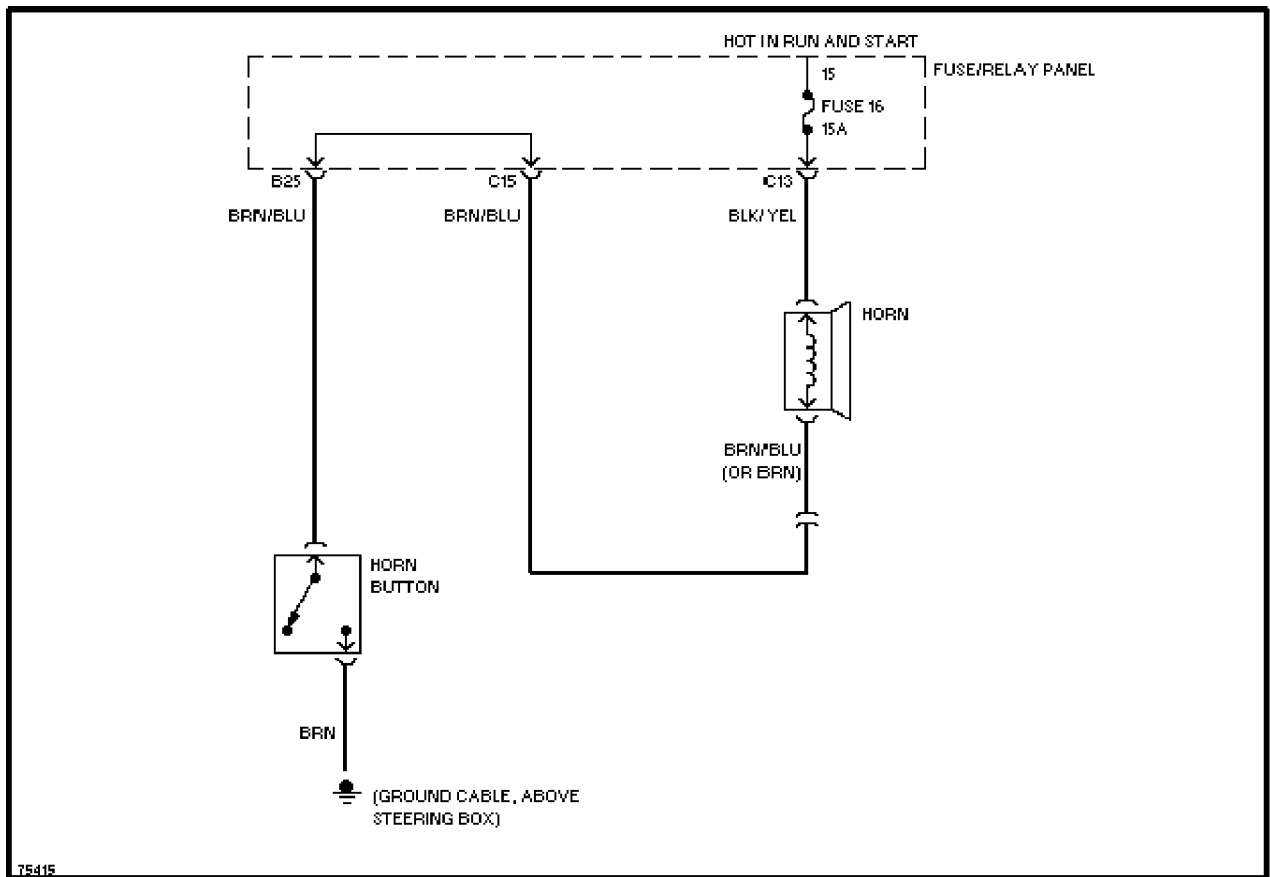 HOT IN RUN AND START
FUSE/RELAY PANEL
15
FUSE 16
15A
B25
C15
C13
BRN/BLU
BRN/BLU
BLK/YEL
HORN
BRN/BLU
(OR BRN)
HORN
BUTTON
BRN
(GROUND CABLE, ABOVE
STEERING BOX)
75415